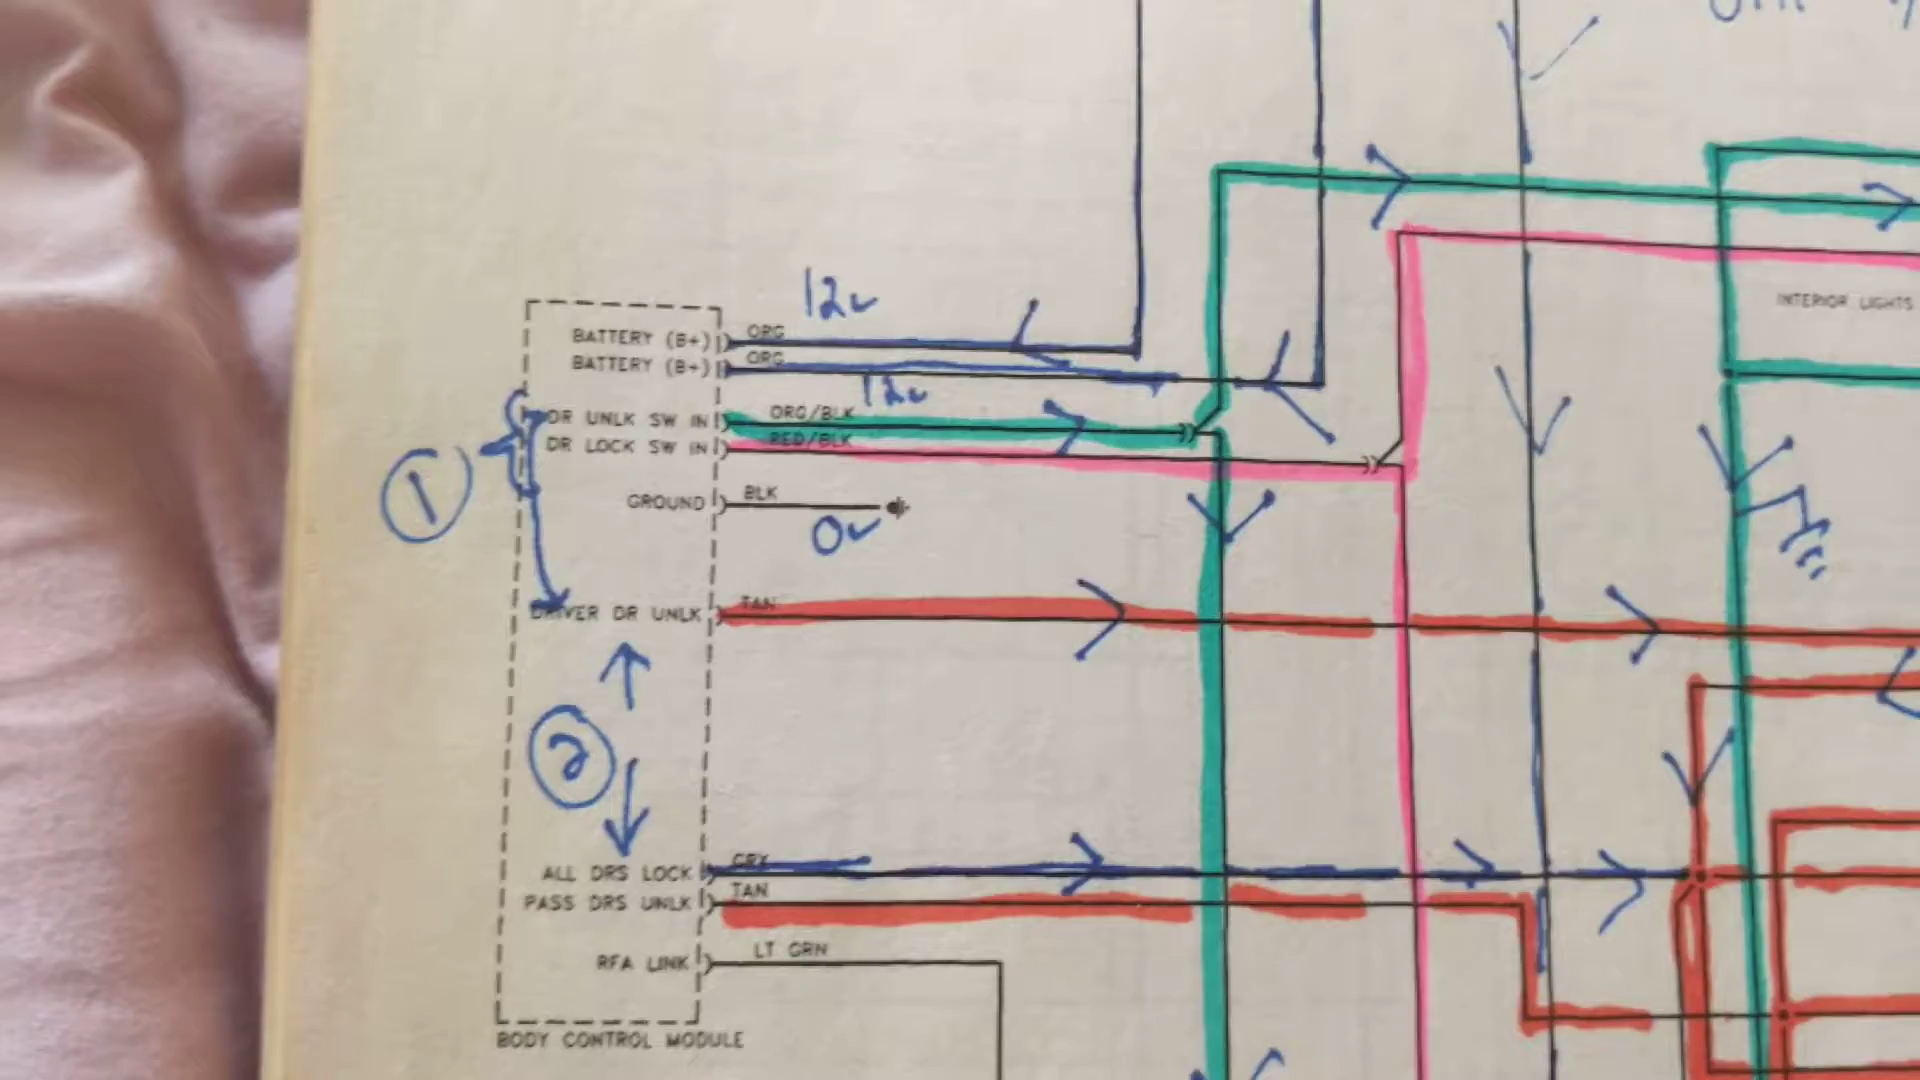 12v
BATTERY (B+) ORG
BATTERY (B+) ORG
12v
DR UNLK SW IN ORG/BLK
DR LOCK SW IN RED/BLK
1
GROUND BLK
0v
INTERIOR LIGHTS
DRIVER DR UNLK TAN
2
ALL DRS LOCK GRY
PASS DRS UNLK TAN
RFA LINK LT GRN
BODY CONTROL MODULE